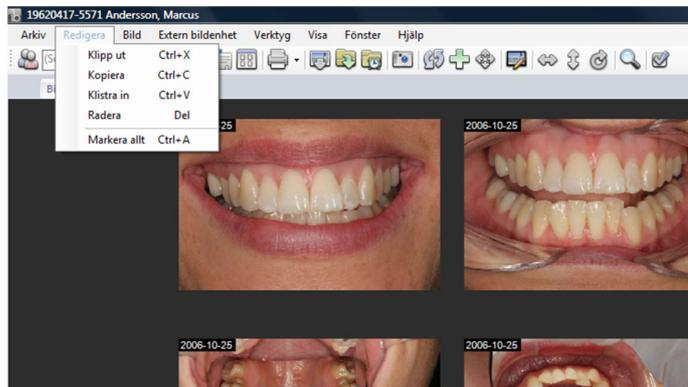 19620417-5571 Andersson, Marcus
Arkiv Redigera Bild Extern bildenhet Verktyg Visa Fönster Hjälp
Klipp ut Ctrl+X
Kopiera Ctrl+C
Klistra in Ctrl+V
Radera Del
Markera allt Ctrl+A
2006-10-25
2006-10-25
2006-10-25